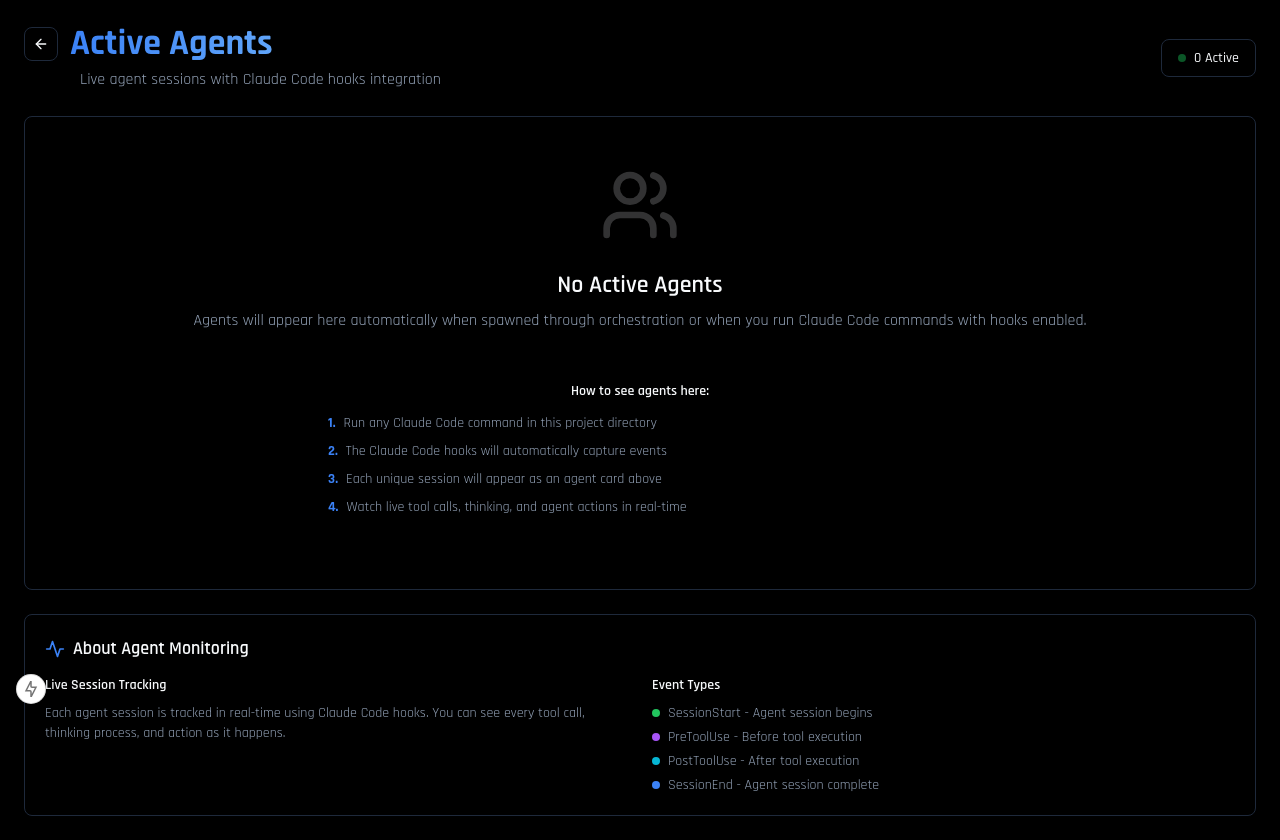 Active Agents
Live agent sessions with Claude Code hooks integration
0 Active
No Active Agents
Agents will appear here automatically when spawned through orchestration or when you run Claude Code commands with hooks enabled.
How to see agents here:
1. Run any Claude Code command in this project directory
2. The Claude Code hooks will automatically capture events
3. Each unique session will appear as an agent card above
4. Watch live tool calls, thinking, and agent actions in real-time
About Agent Monitoring
Live Session Tracking
Each agent session is tracked in real-time using Claude Code hooks. You can see every tool call,
thinking process, and action as it happens.
Event Types
SessionStart - Agent session begins
PreToolUse - Before tool execution
PostToolUse - After tool execution
SessionEnd - Agent session complete